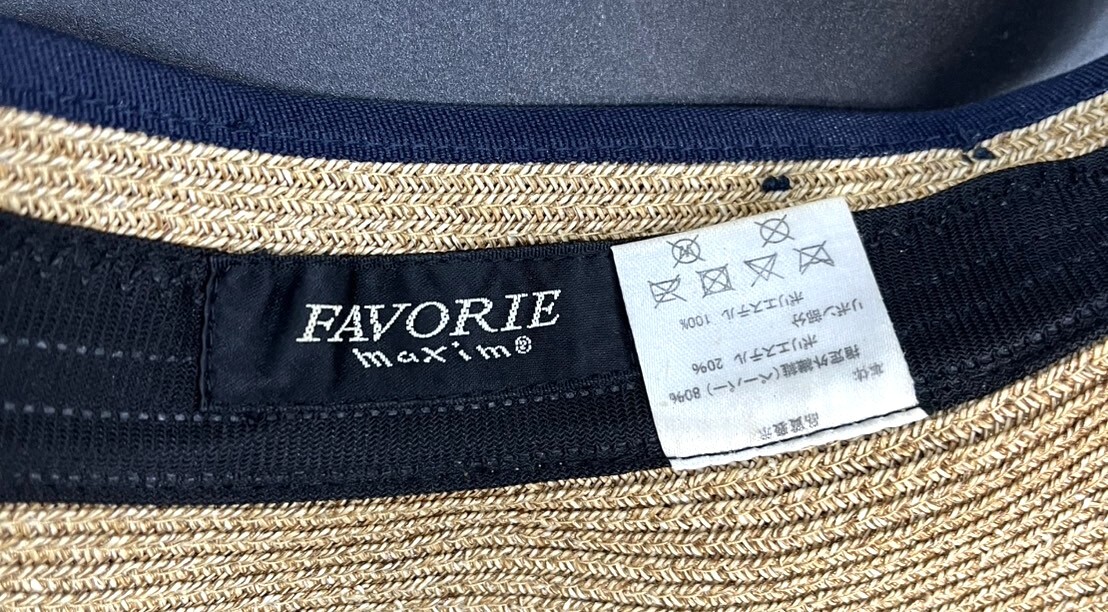 FAVORIE
maxim®
品質表示
本体
指定外繊維(ペーパー) 80%
ポリエステル 20%
リボン部分
ポリエステル 100%